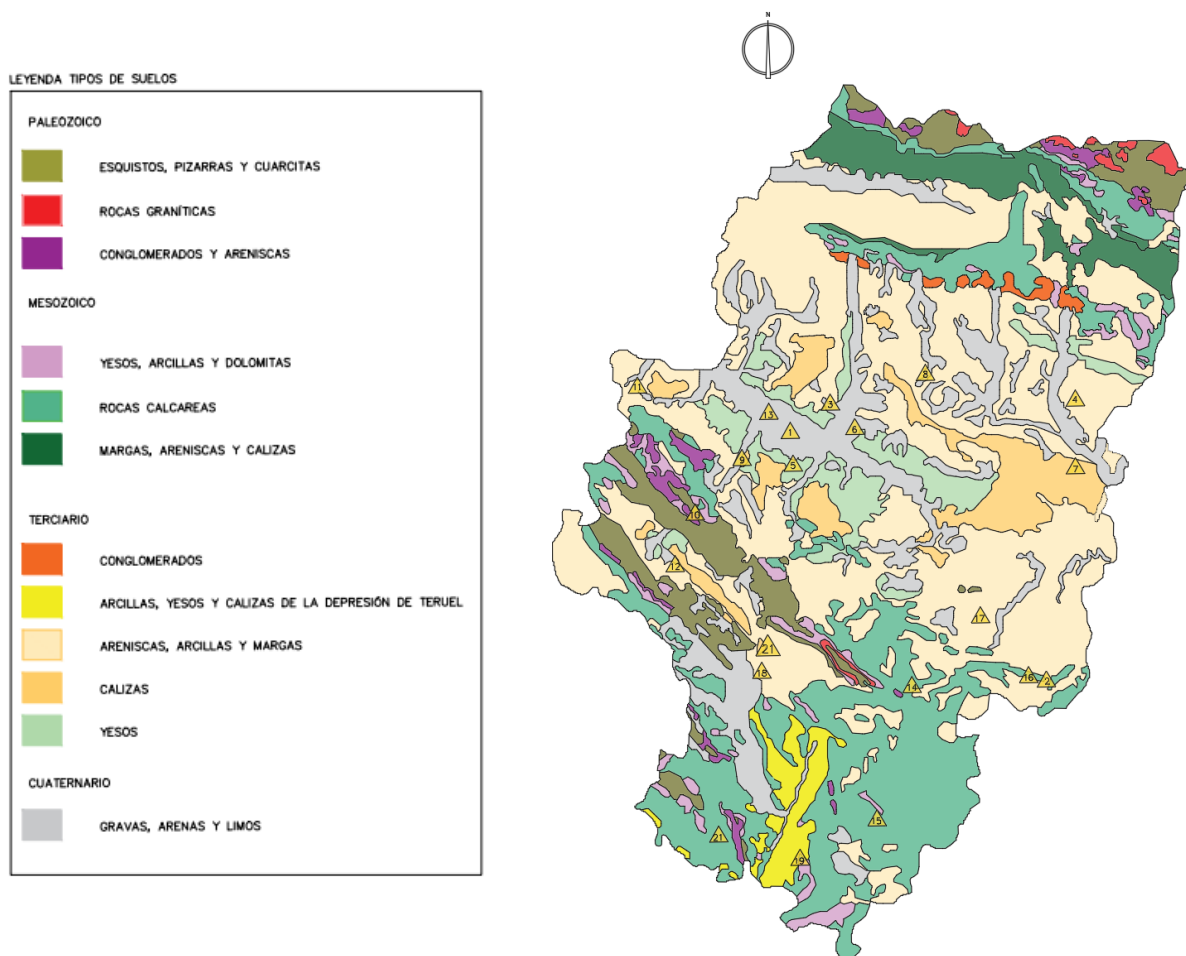 N
LEYENDA TIPOS DE SUELOS
PALEOZOICO
ESQUISTOS, PIZARRAS Y CUARCITAS
ROCAS GRANÍTICAS
CONGLOMERADOS Y ARENISCAS
MESOZOICO
YESOS, ARCILLAS Y DOLOMITAS
ROCAS CALCAREAS
MARGAS, ARENISCAS Y CALIZAS
TERCIARIO
CONGLOMERADOS
ARCILLAS, YESOS Y CALIZAS DE LA DEPRESIÓN DE TERUEL
ARENISCAS, ARCILLAS Y MARGAS
CALIZAS
YESOS
CUATERNARIO
GRAVAS, ARENAS Y LIMOS
8
11
4
3
13
6
1
9
5
7
10
12
17
21
18
16
2
14
15
21
19